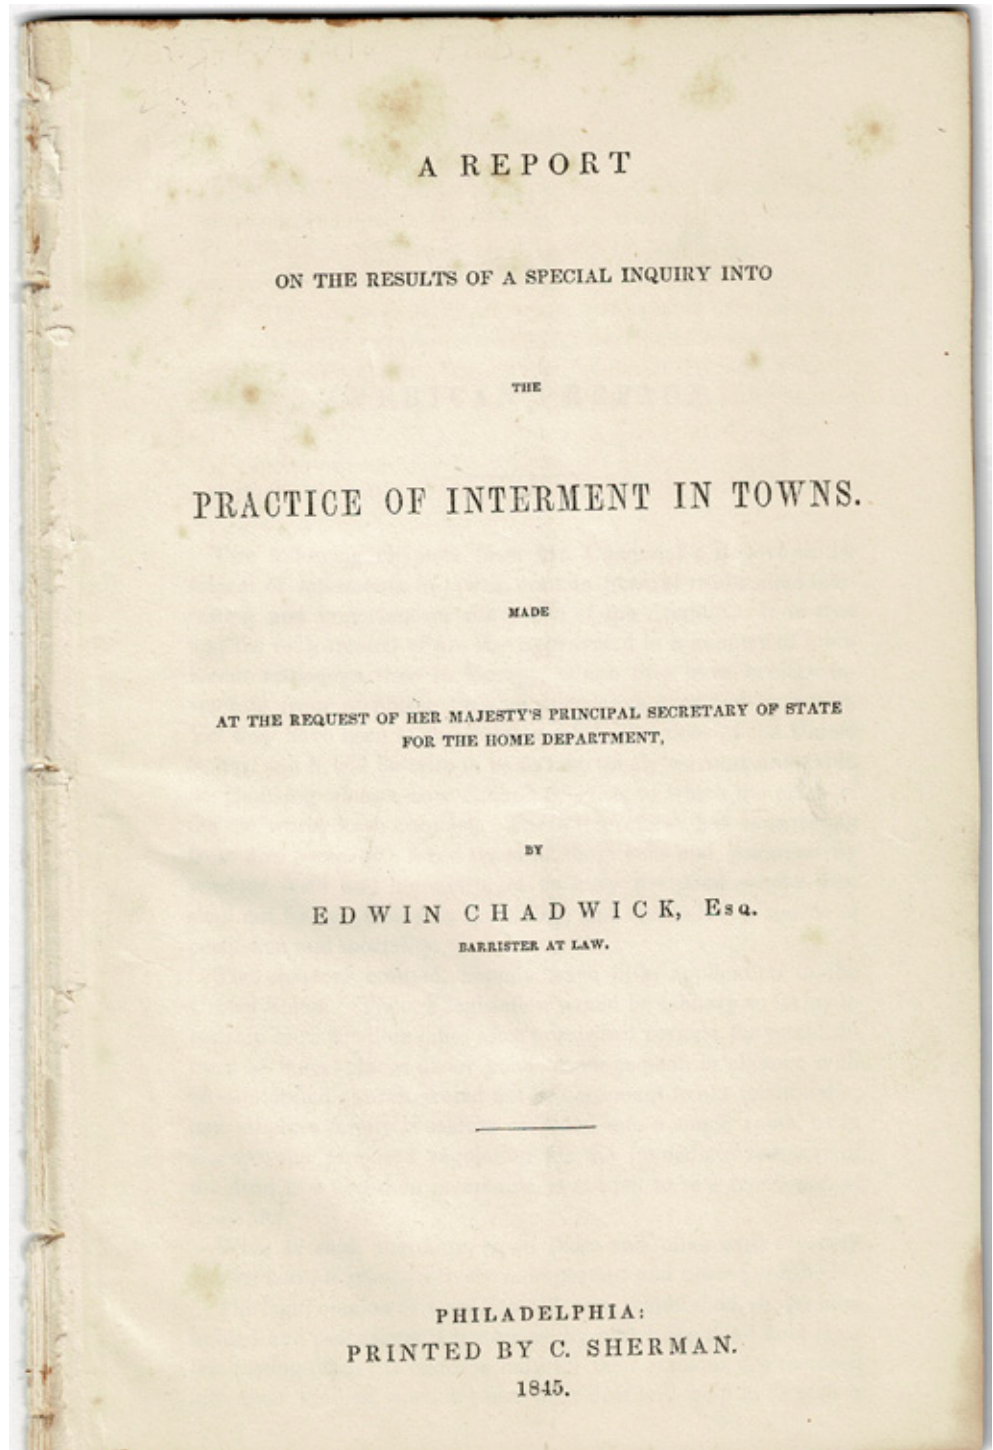 A REPORT
ON THE RESULTS OF A SPECIAL INQUIRY INTO
THE
PRACTICE OF INTERMENT IN TOWNS.
MADE
AT THE REQUEST OF HER MAJESTY'S PRINCIPAL SECRETARY OF STATE
FOR THE HOME DEPARTMENT,
BY
EDWIN CHADWICK, Esq.
BARRISTER AT LAW.
PHILADELPHIA:
PRINTED BY C. SHERMAN.
1845.